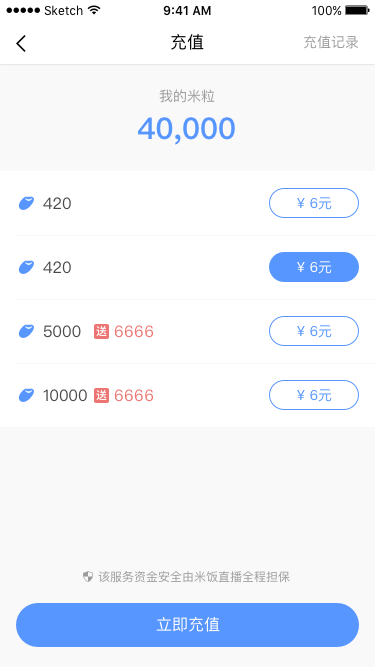 Sketch 9:41 AM 100%
充值 充值记录
我的米粒
40,000
420 ¥ 6元
420 ¥ 6元
5000 送 6666 ¥ 6元
10000 送 6666 ¥ 6元
该服务资金安全由米饭直播全程担保
立即充值